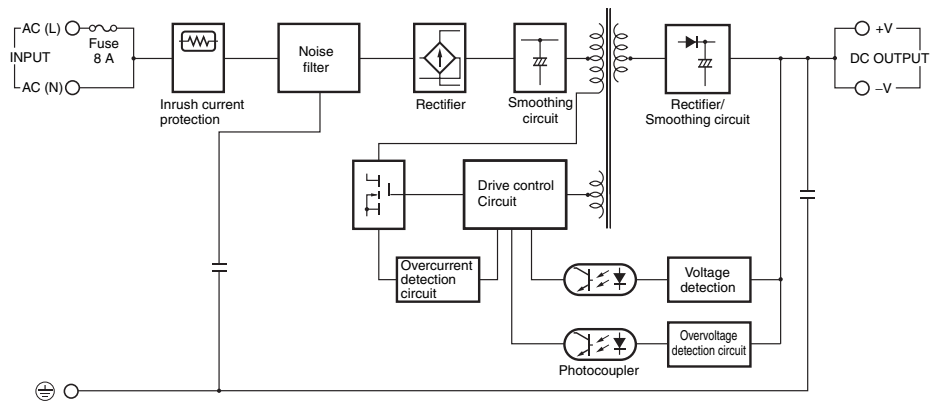 AC (L)
Fuse
8 A
INPUT
AC (N)
Inrush current
protection
Noise
filter
Rectifier
Smoothing
circuit
Rectifier/
Smoothing circuit
+V
DC OUTPUT
–V
Drive control
Circuit
Overcurrent
detection
circuit
Voltage
detection
Overvoltage
detection circuit
Photocoupler